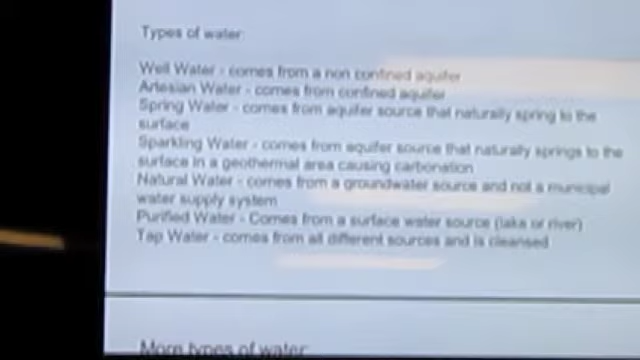 Types of water:
Well Water - comes from a non confined aquifer
Artesian Water - comes from confined aquifer
Spring Water - comes from aquifer source that naturally spring to the
surface
Sparkling Water - comes from aquifer source that naturally springs to the
surface in a geothermal area causing carbonation
Natural Water - comes from a groundwater source and not a municipal
water supply system
Purified Water - Comes from a surface water source (lake or river)
Tap Water - comes from all different sources and is cleansed
More types of water: